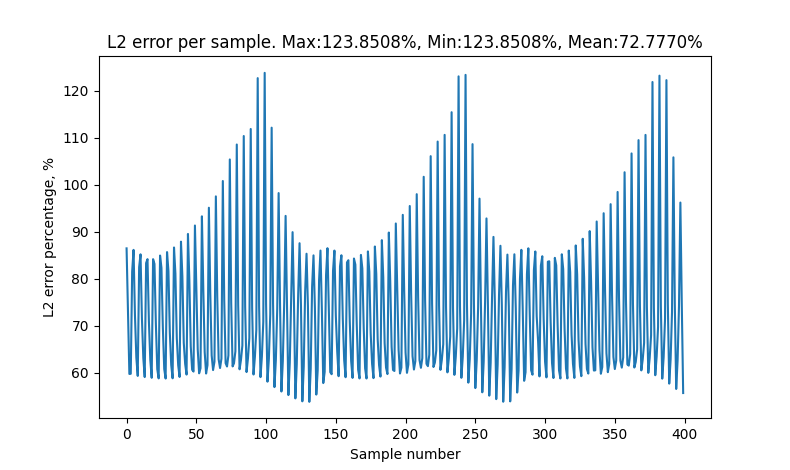 L2 error per sample. Max:123.8508%, Min:123.8508%, Mean:72.7770%
120
110
100
90
80
70
60
L2 error percentage, %
0 50 100 150 200 250 300 350 400
Sample number